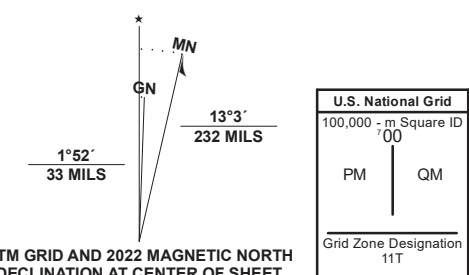 ★
MN
GN
1°52´
33 MILS
13°3´
232 MILS
TM GRID AND 2022 MAGNETIC NORTH
DECLINATION AT CENTER OF SHEET
U.S. National Grid
100,000 - m Square ID
⁷00
PM QM
Grid Zone Designation
11T